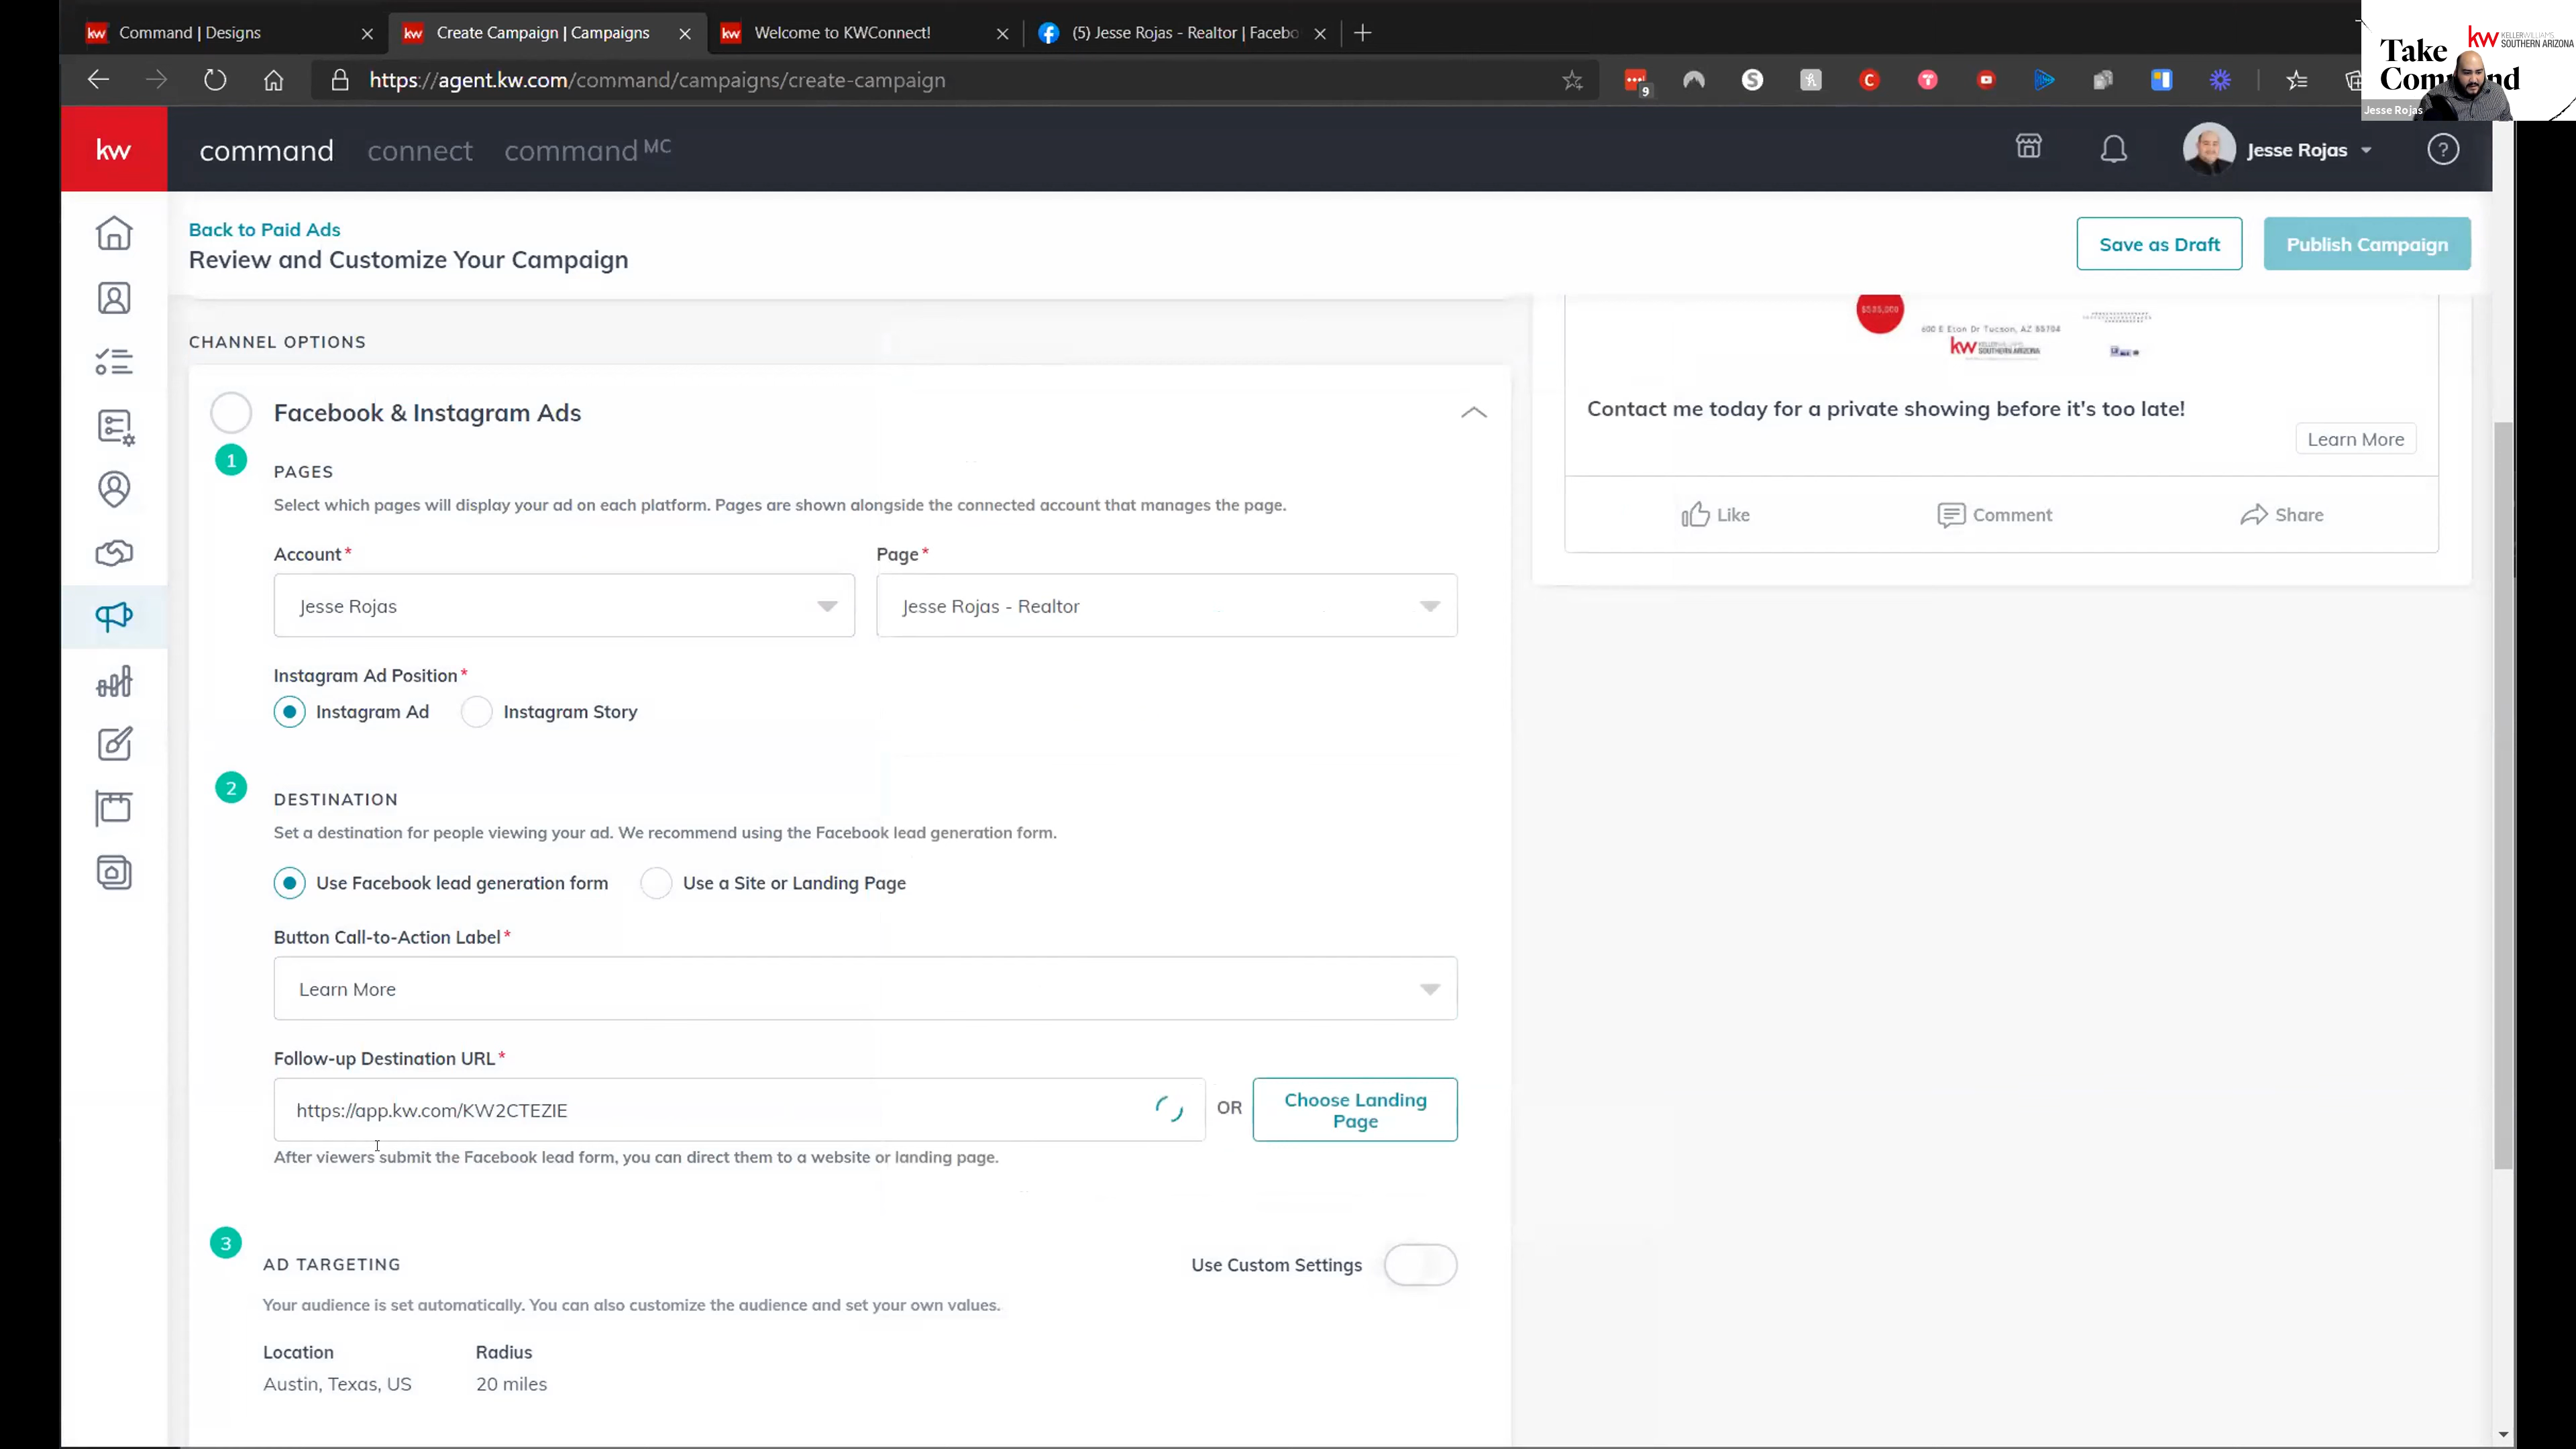 Command | Designs
Create Campaign | Campaigns
Welcome to KWConnect!
(5) Jesse Rojas - Realtor | Facebo
https://agent.kw.com/command/campaigns/create-campaign
9
Take
Command
kw KELLERWILLIAMS
SOUTHERN ARIZONA
Jesse Rojas
kw
command
connect
command MC
Jesse Rojas
Back to Paid Ads
Review and Customize Your Campaign
Save as Draft
Publish Campaign
CHANNEL OPTIONS
Facebook & Instagram Ads
1
PAGES
Select which pages will display your ad on each platform. Pages are shown alongside the connected account that manages the page.
Account*
Page*
Jesse Rojas
Jesse Rojas - Realtor
Instagram Ad Position*
Instagram Ad
Instagram Story
2
DESTINATION
Set a destination for people viewing your ad. We recommend using the Facebook lead generation form.
Use Facebook lead generation form
Use a Site or Landing Page
Button Call-to-Action Label*
Learn More
Follow-up Destination URL*
https://app.kw.com/KW2CTEZIE
OR
Choose Landing
Page
After viewers submit the Facebook lead form, you can direct them to a website or landing page.
3
AD TARGETING
Use Custom Settings
Your audience is set automatically. You can also customize the audience and set your own values.
Location
Radius
Austin, Texas, US
20 miles
$535,000
600 E Eton Dr Tucson, AZ 85704
kw KELLERWILLIAMS
SOUTHERN ARIZONA
Contact me today for a private showing before it's too late!
Learn More
Like
Comment
Share